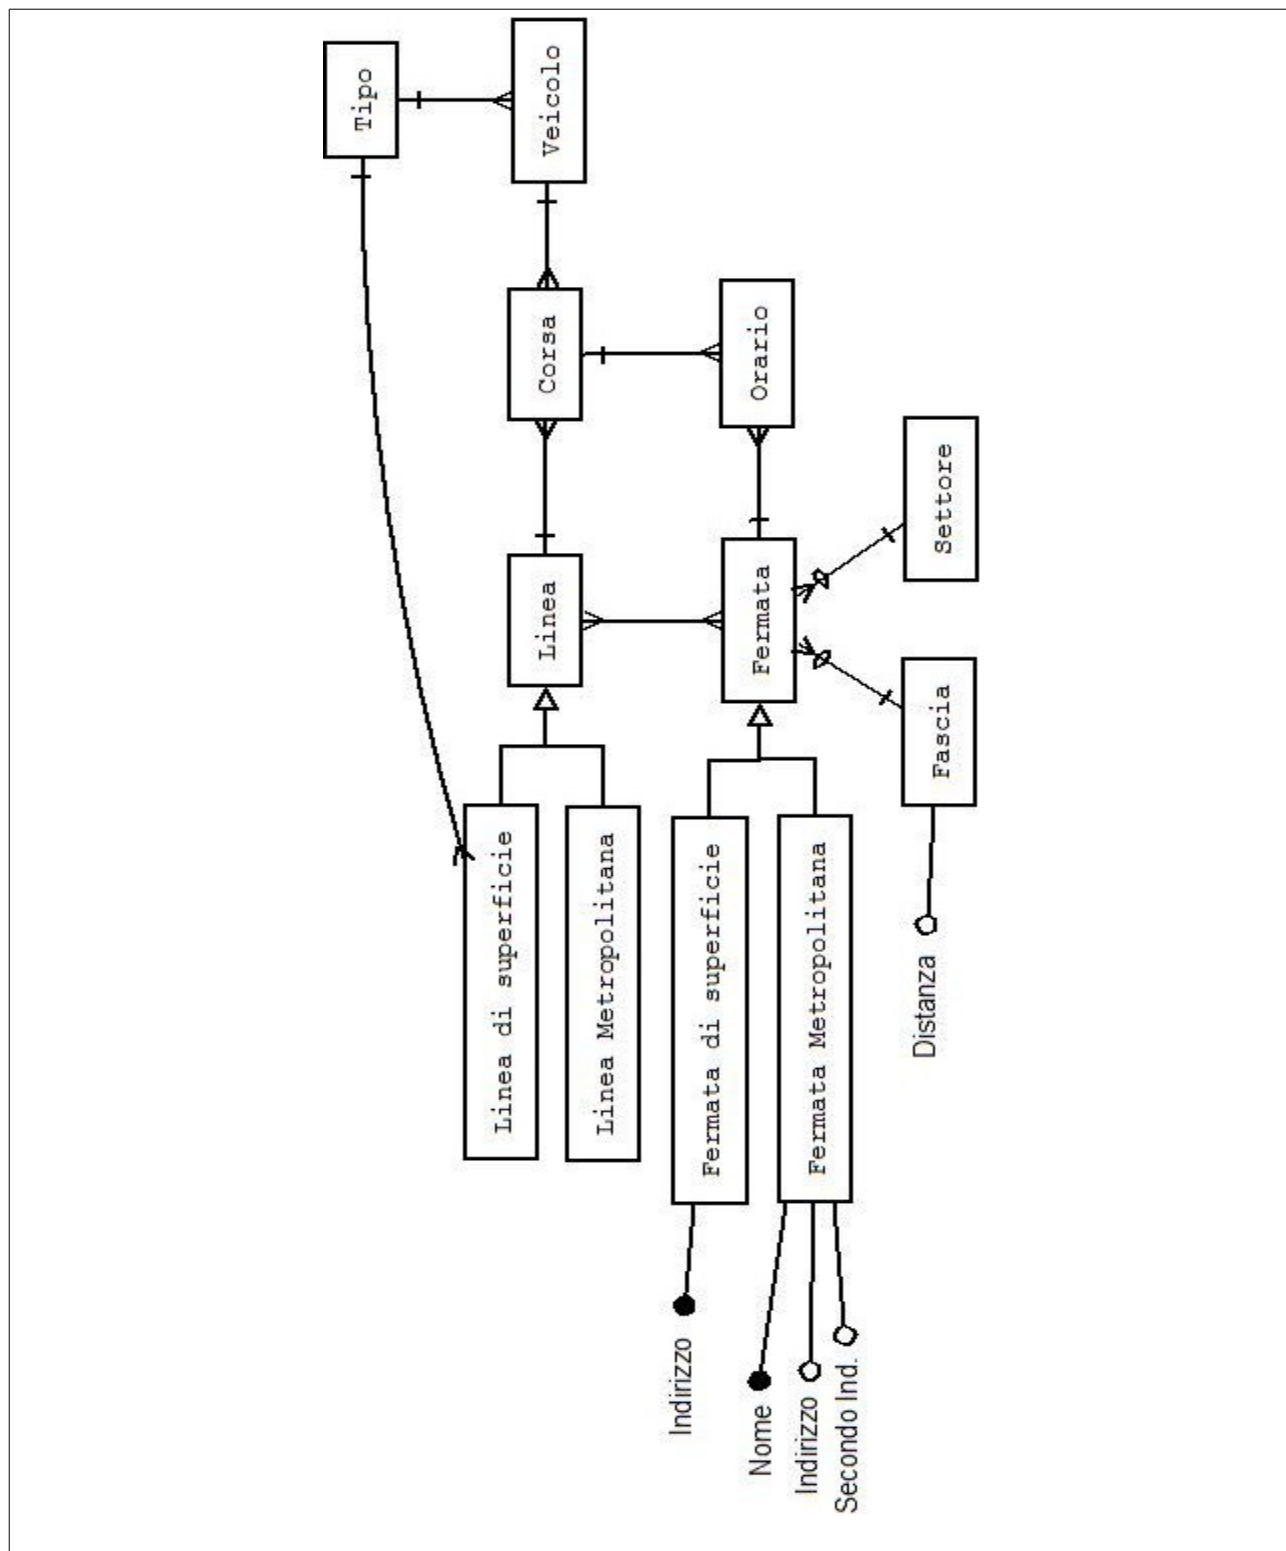 Tipo
Veicolo
Corsa
Orario
Linea
Fermata
Settore
Fascia
Linea di superficie
Linea Metropolitana
Fermata di superficie
Fermata Metropolitana
Distanza
Indirizzo
Nome
Indirizzo
Secondo Ind.